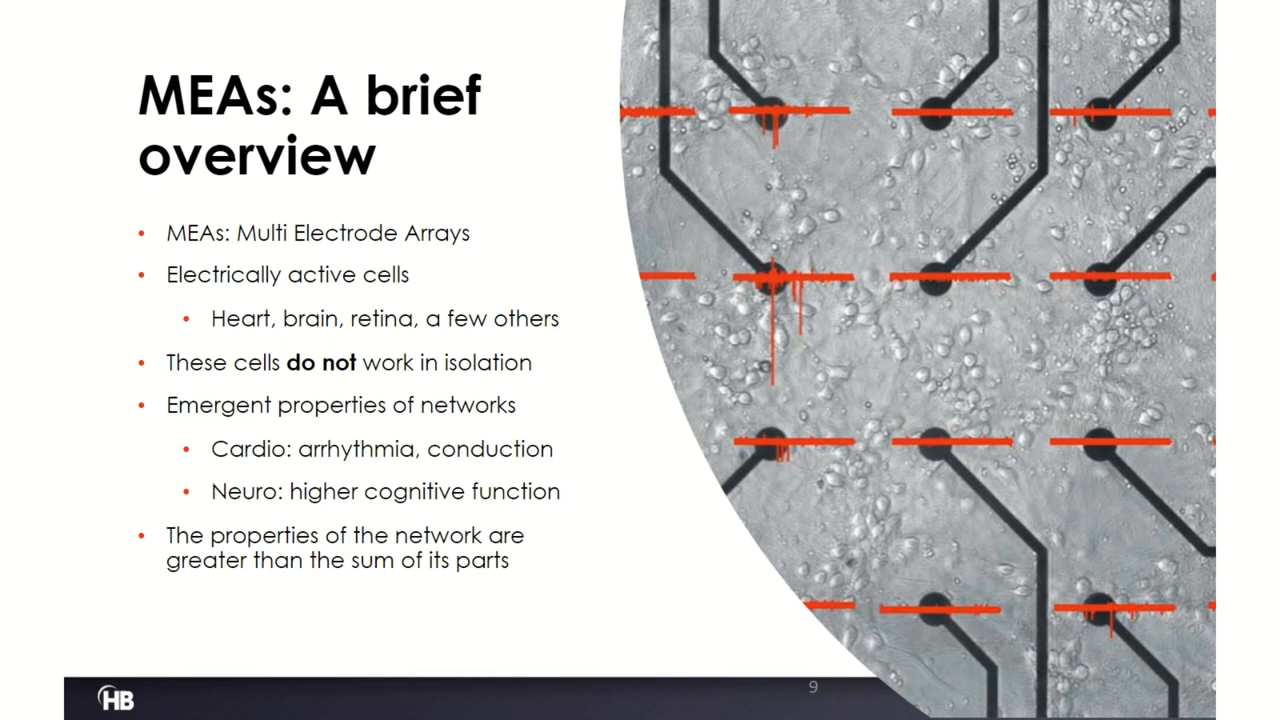 MEAs: A brief
overview
• MEAs: Multi Electrode Arrays
• Electrically active cells
• Heart, brain, retina, a few others
• These cells do not work in isolation
• Emergent properties of networks
• Cardio: arrhythmia, conduction
• Neuro: higher cognitive function
• The properties of the network are
greater than the sum of its parts
HB
9